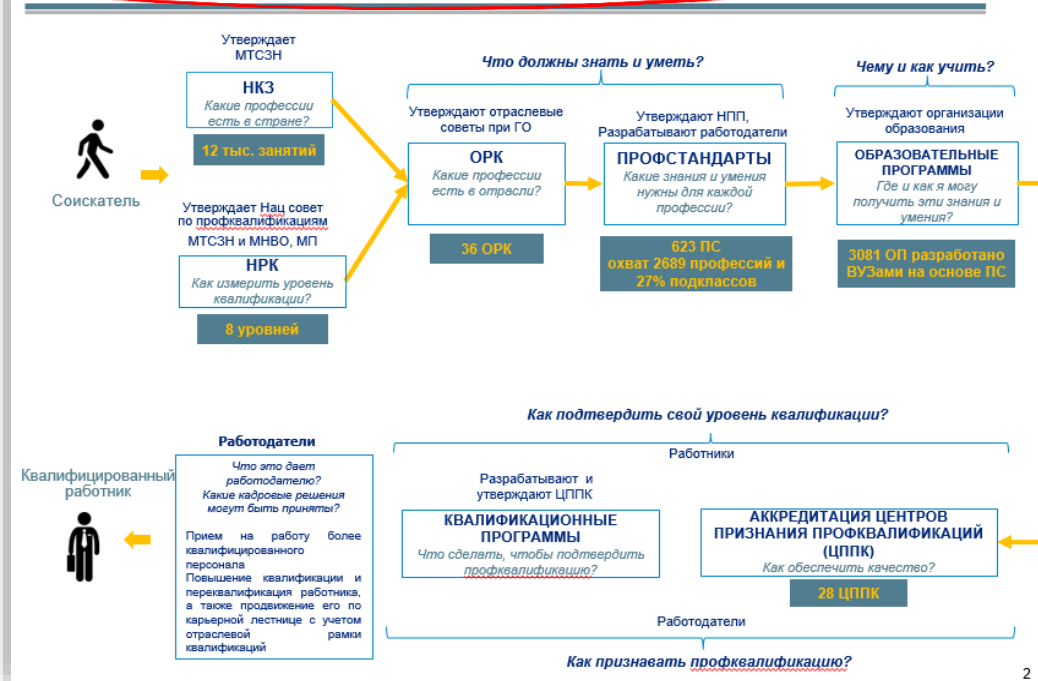 Утверждает
МТСЗН
НКЗ
Какие профессии
есть в стране?
12 тыс. занятий
Соискатель
Утверждает Нац совет
по профквалификациям
МТСЗН и МНВО, МП
НРК
Как измерить уровень
квалификации?
8 уровней
Что должны знать и уметь?
Утверждают отраслевые
советы при ГО
ОРК
Какие профессии
есть в отрасли?
36 ОРК
Утверждают НПП,
Разрабатывают работодатели
ПРОФСТАНДАРТЫ
Какие знания и умения
нужны для каждой
профессии?
623 ПС
охват 2689 профессий и
27% подклассов
Чему и как учить?
Утверждают организации
образования
ОБРАЗОВАТЕЛЬНЫЕ
ПРОГРАММЫ
Где и как я могу
получить эти знания и
умения?
3081 ОП разработано
ВУЗами на основе ПС
Квалифицированный
работник
Работодатели
Что это дает
работодателю?
Какие кадровые решения
могут быть приняты?
Прием на работу более
квалифицированного
персонала
Повышение квалификации и
переквалификация работника,
а также продвижение его по
карьерной лестнице с учетом
отраслевой рамки
квалификаций
Как подтвердить свой уровень квалификации?
Работники
Разрабатывают и
утверждают ЦППК
КВАЛИФИКАЦИОННЫЕ
ПРОГРАММЫ
Что сделать, чтобы подтвердить
профквалификацию?
АККРЕДИТАЦИЯ ЦЕНТРОВ
ПРИЗНАНИЯ ПРОФКВАЛИФИКАЦИЙ
(ЦППК)
Как обеспечить качество?
28 ЦППК
Работодатели
Как признавать профквалификацию?
2